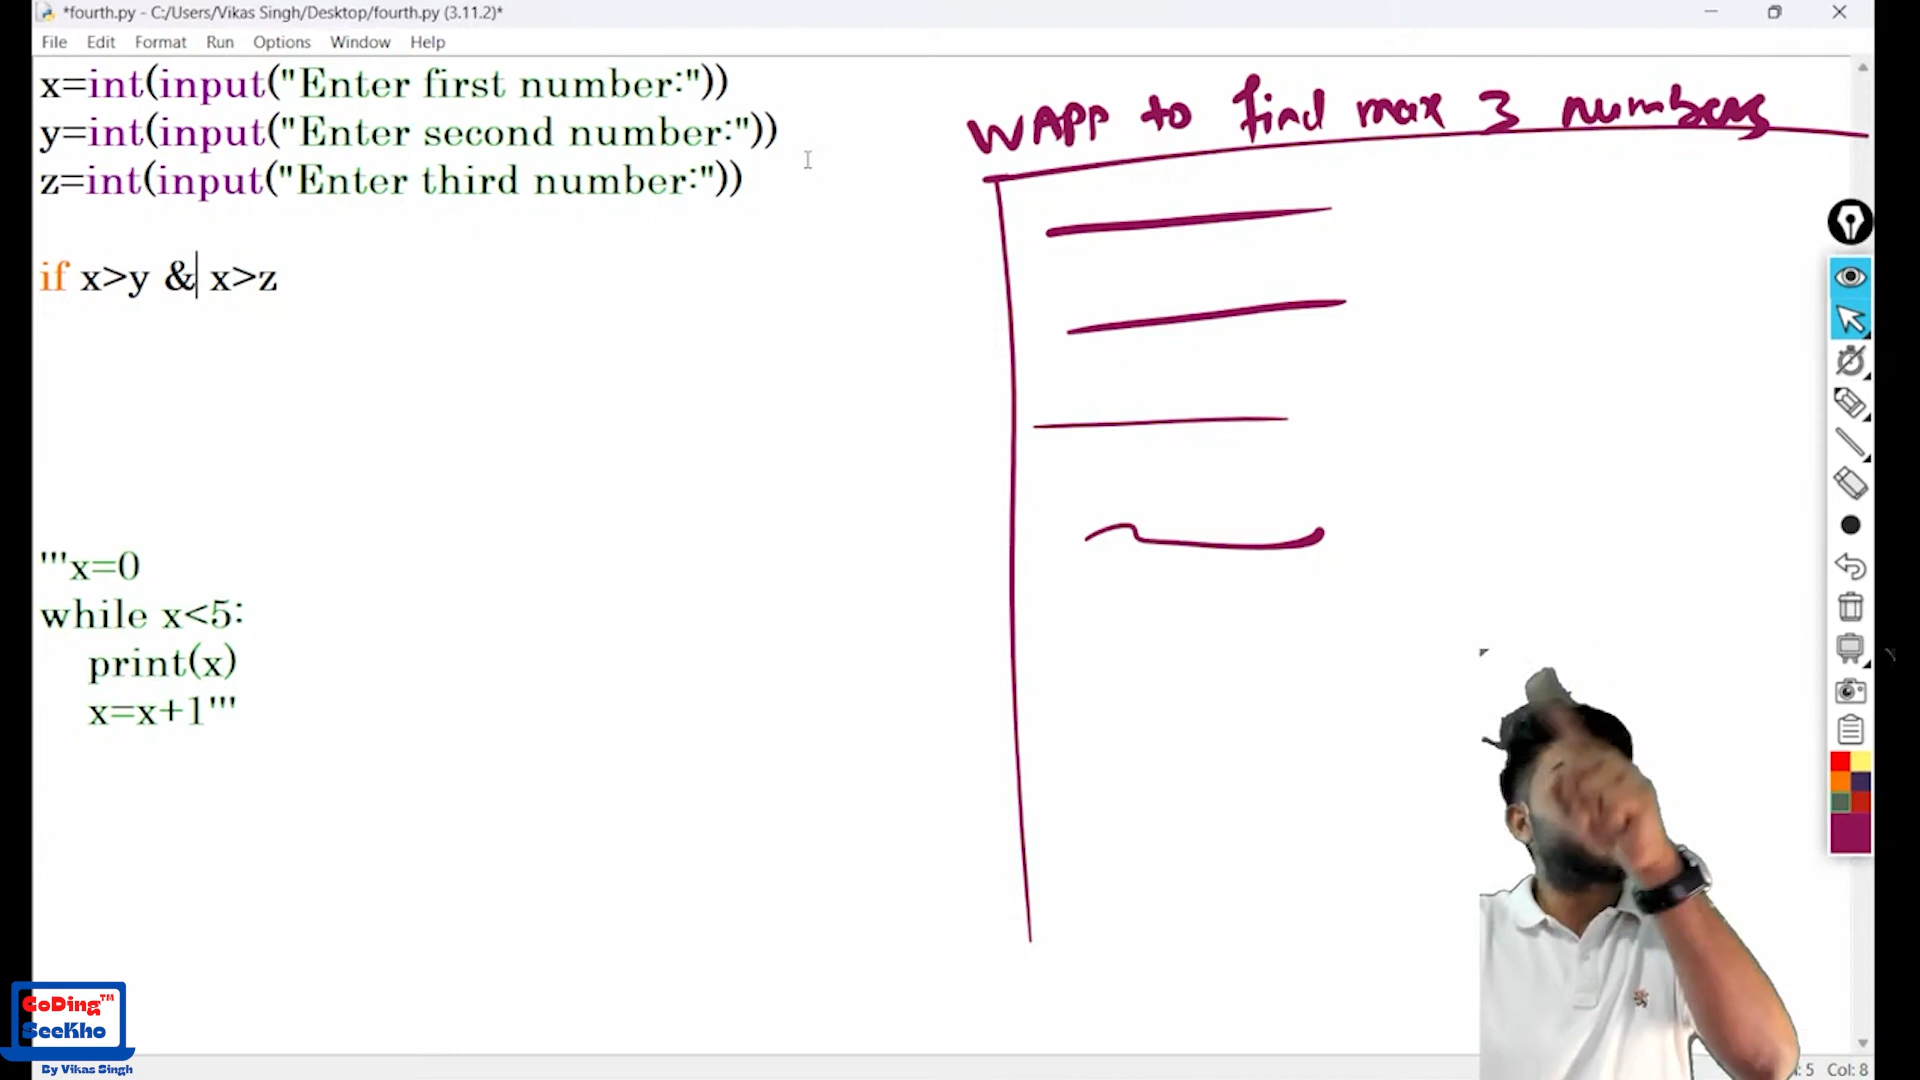 *fourth.py - C:/Users/Vikas Singh/Desktop/fourth.py (3.11.2)*
File Edit Format Run Options Window Help
x=int(input("Enter first number:"))
y=int(input("Enter second number:"))
z=int(input("Enter third number:"))
if x>y & x>z
'''x=0
while x<5:
print(x)
x=x+1'''
WAPP to find max 3 numbers
CoDing™
SeeKho
By Vikas Singh
: 5 Col: 8